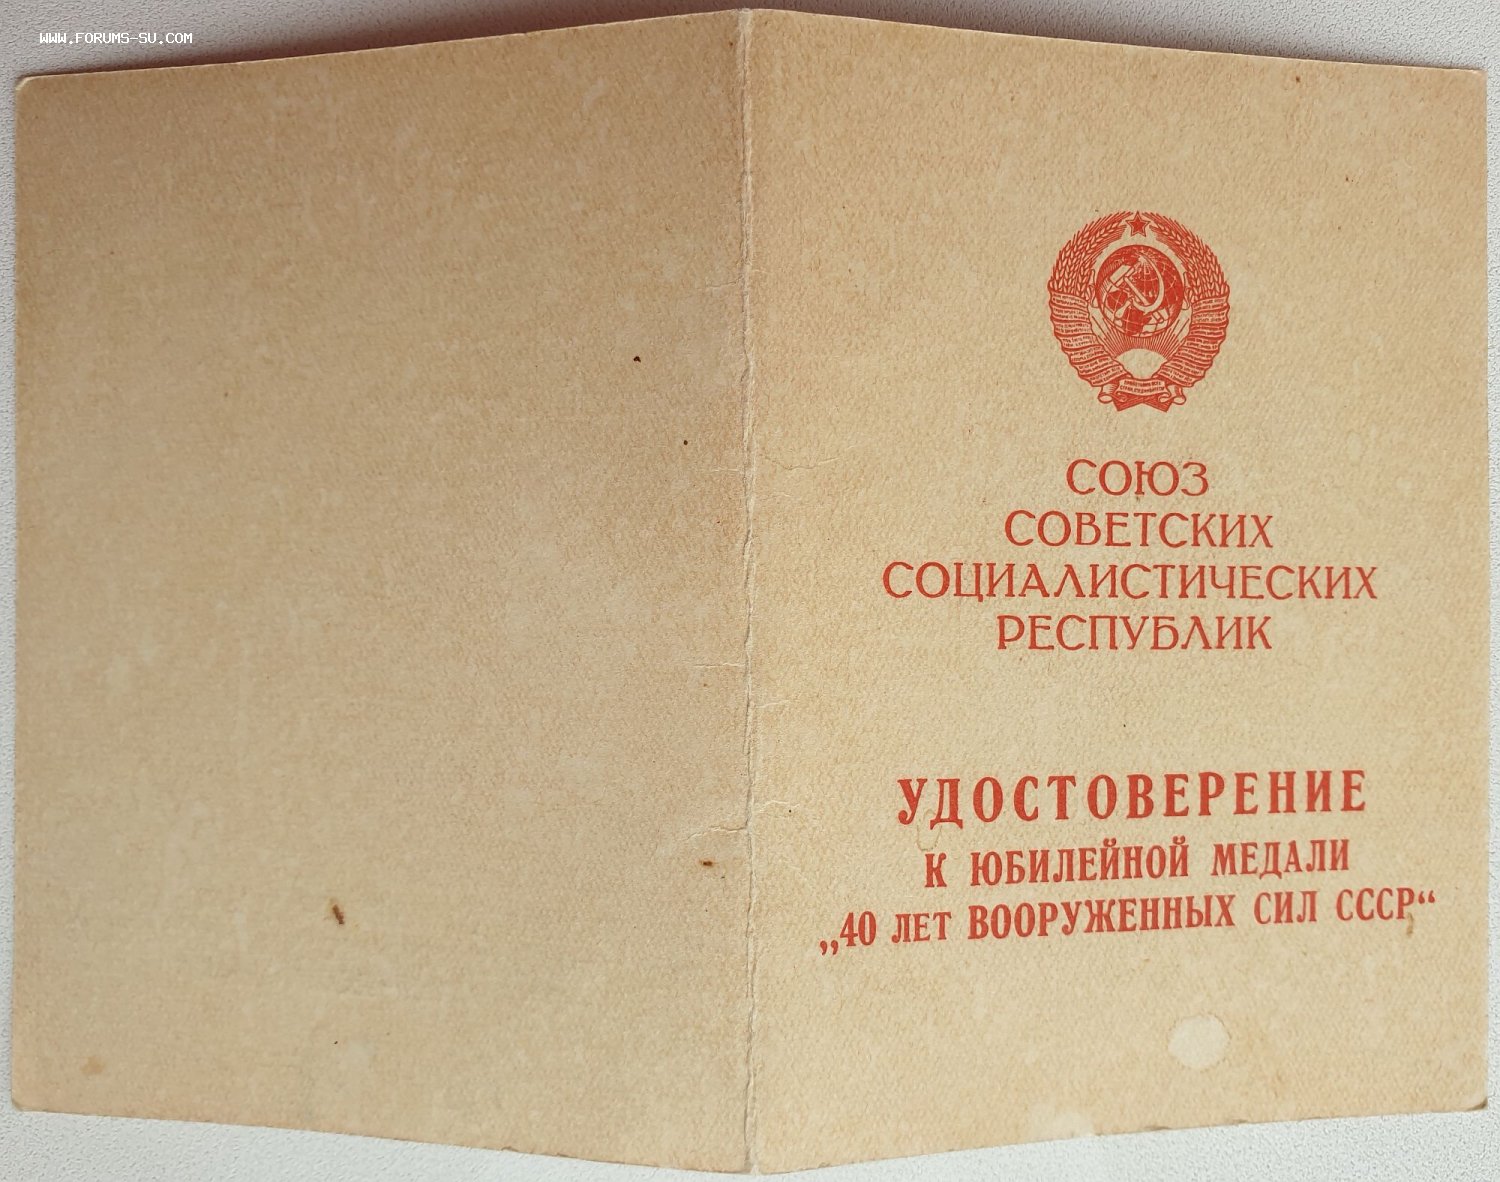 WWW.FORUMS-SU.COM
СОЮЗ
СОВЕТСКИХ
СОЦИАЛИСТИЧЕСКИХ
РЕСПУБЛИК
УДОСТОВЕРЕНИЕ
К ЮБИЛЕЙНОЙ МЕДАЛИ
„40 ЛЕТ ВООРУЖЕННЫХ СИЛ СССР“